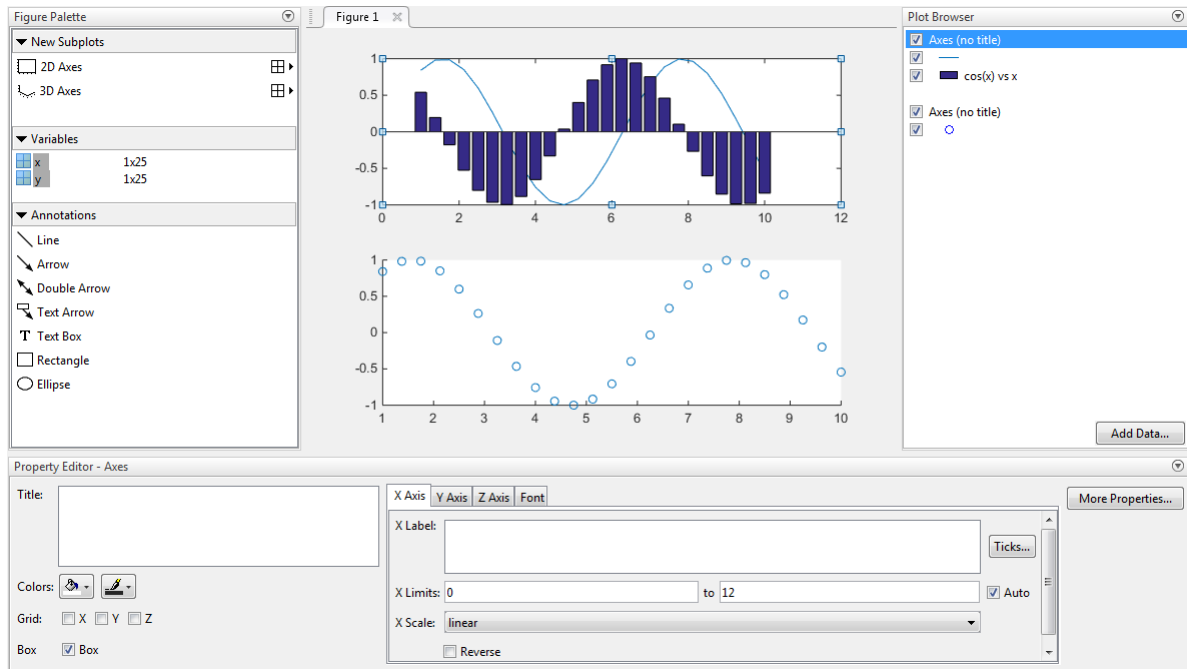 Figure Palette
New Subplots
2D Axes
3D Axes
Variables
x 1x25
y 1x25
Annotations
Line
Arrow
Double Arrow
T Text Box
Text Arrow
Rectangle
Ellipse
Figure 1
1
0.5
0
-0.5
-1
0 2 4 6 8 10 12
1
0.5
0
-0.5
-1
1 2 3 4 5 6 7 8 9 10
Plot Browser
Axes (no title)
cos(x) vs x
Axes (no title)
Add Data...
Property Editor - Axes
Title:
Colors:
Grid: X Y Z
Box Box
X Axis Y Axis Z Axis Font
X Label:
Ticks...
X Limits: 0 to 12 Auto
X Scale: linear
Reverse
More Properties...